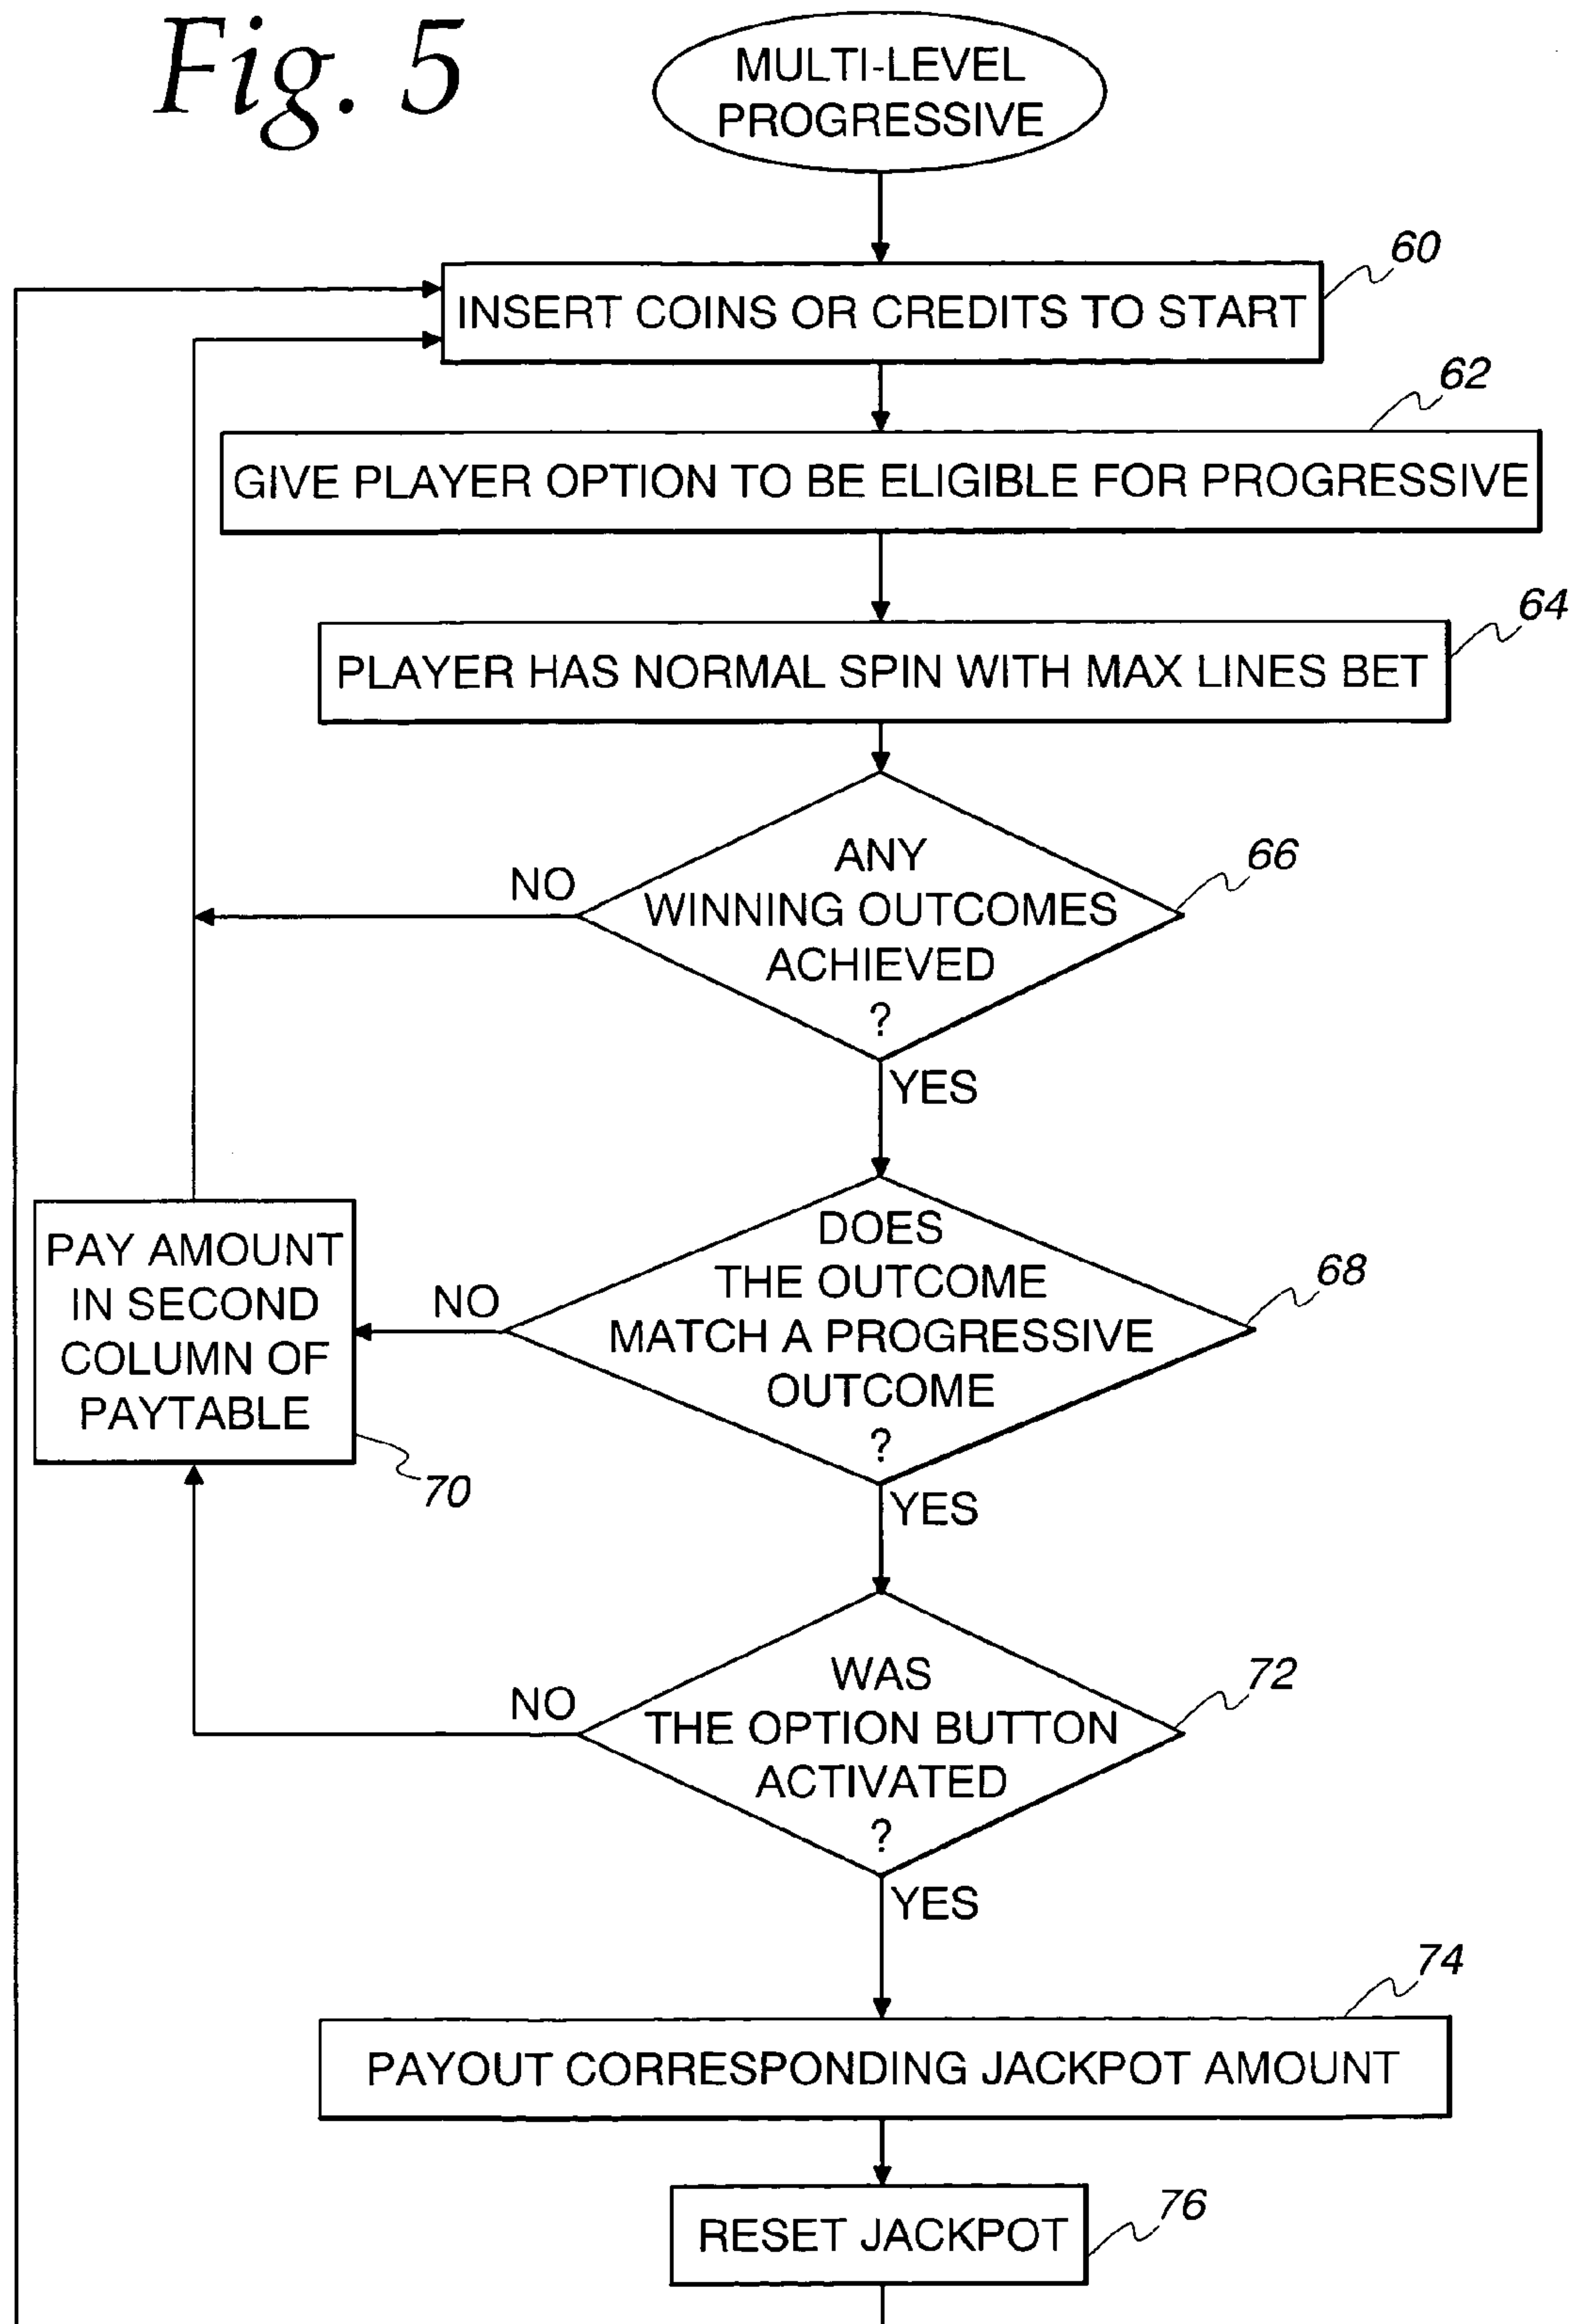 Fig. 5
MULTI-LEVEL
PROGRESSIVE
60
INSERT COINS OR CREDITS TO START
62
GIVE PLAYER OPTION TO BE ELIGIBLE FOR PROGRESSIVE
64
PLAYER HAS NORMAL SPIN WITH MAX LINES BET
66
ANY
WINNING OUTCOMES
ACHIEVED
?
NO
YES
68
DOES
THE OUTCOME
MATCH A PROGRESSIVE
OUTCOME
?
NO
PAY AMOUNT
IN SECOND
COLUMN OF
PAYTABLE
70
YES
72
WAS
THE OPTION BUTTON
ACTIVATED
?
NO
YES
74
PAYOUT CORRESPONDING JACKPOT AMOUNT
76
RESET JACKPOT